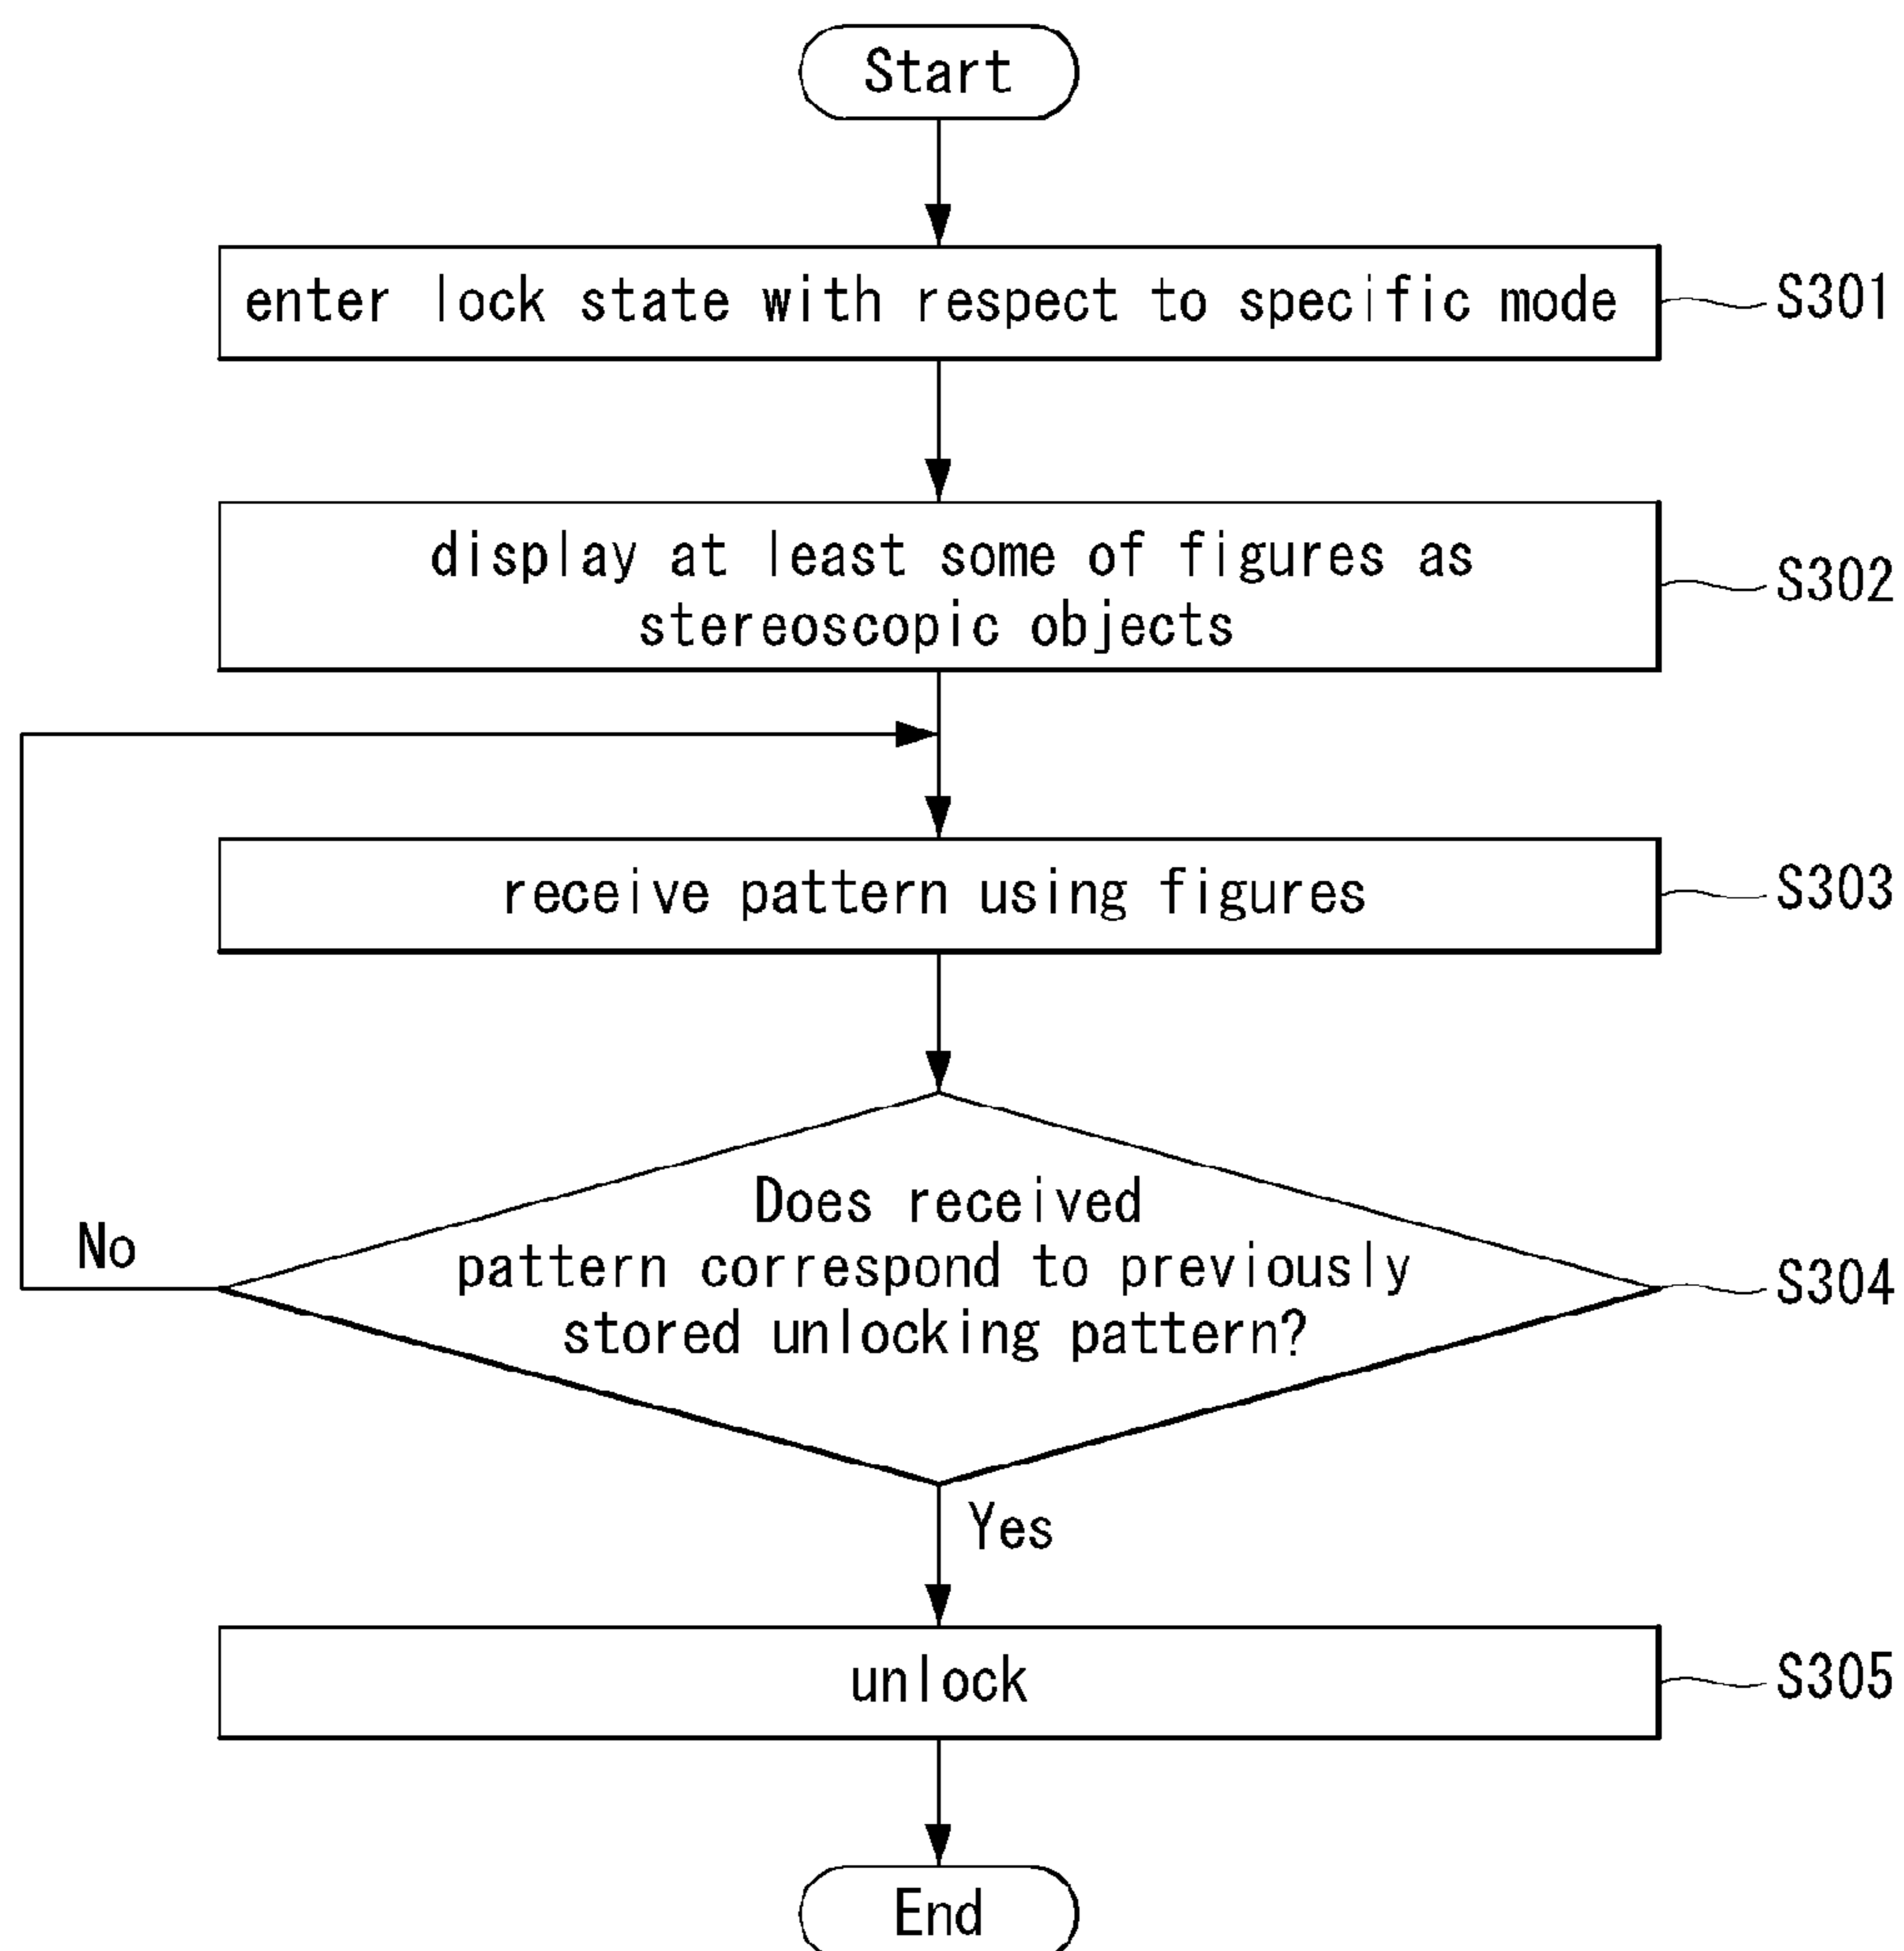 Start
enter lock state with respect to specific mode
S301
display at least some of figures as
stereoscopic objects
S302
receive pattern using figures
S303
Does received
pattern correspond to previously
stored unlocking pattern?
S304
No
Yes
unlock
S305
End